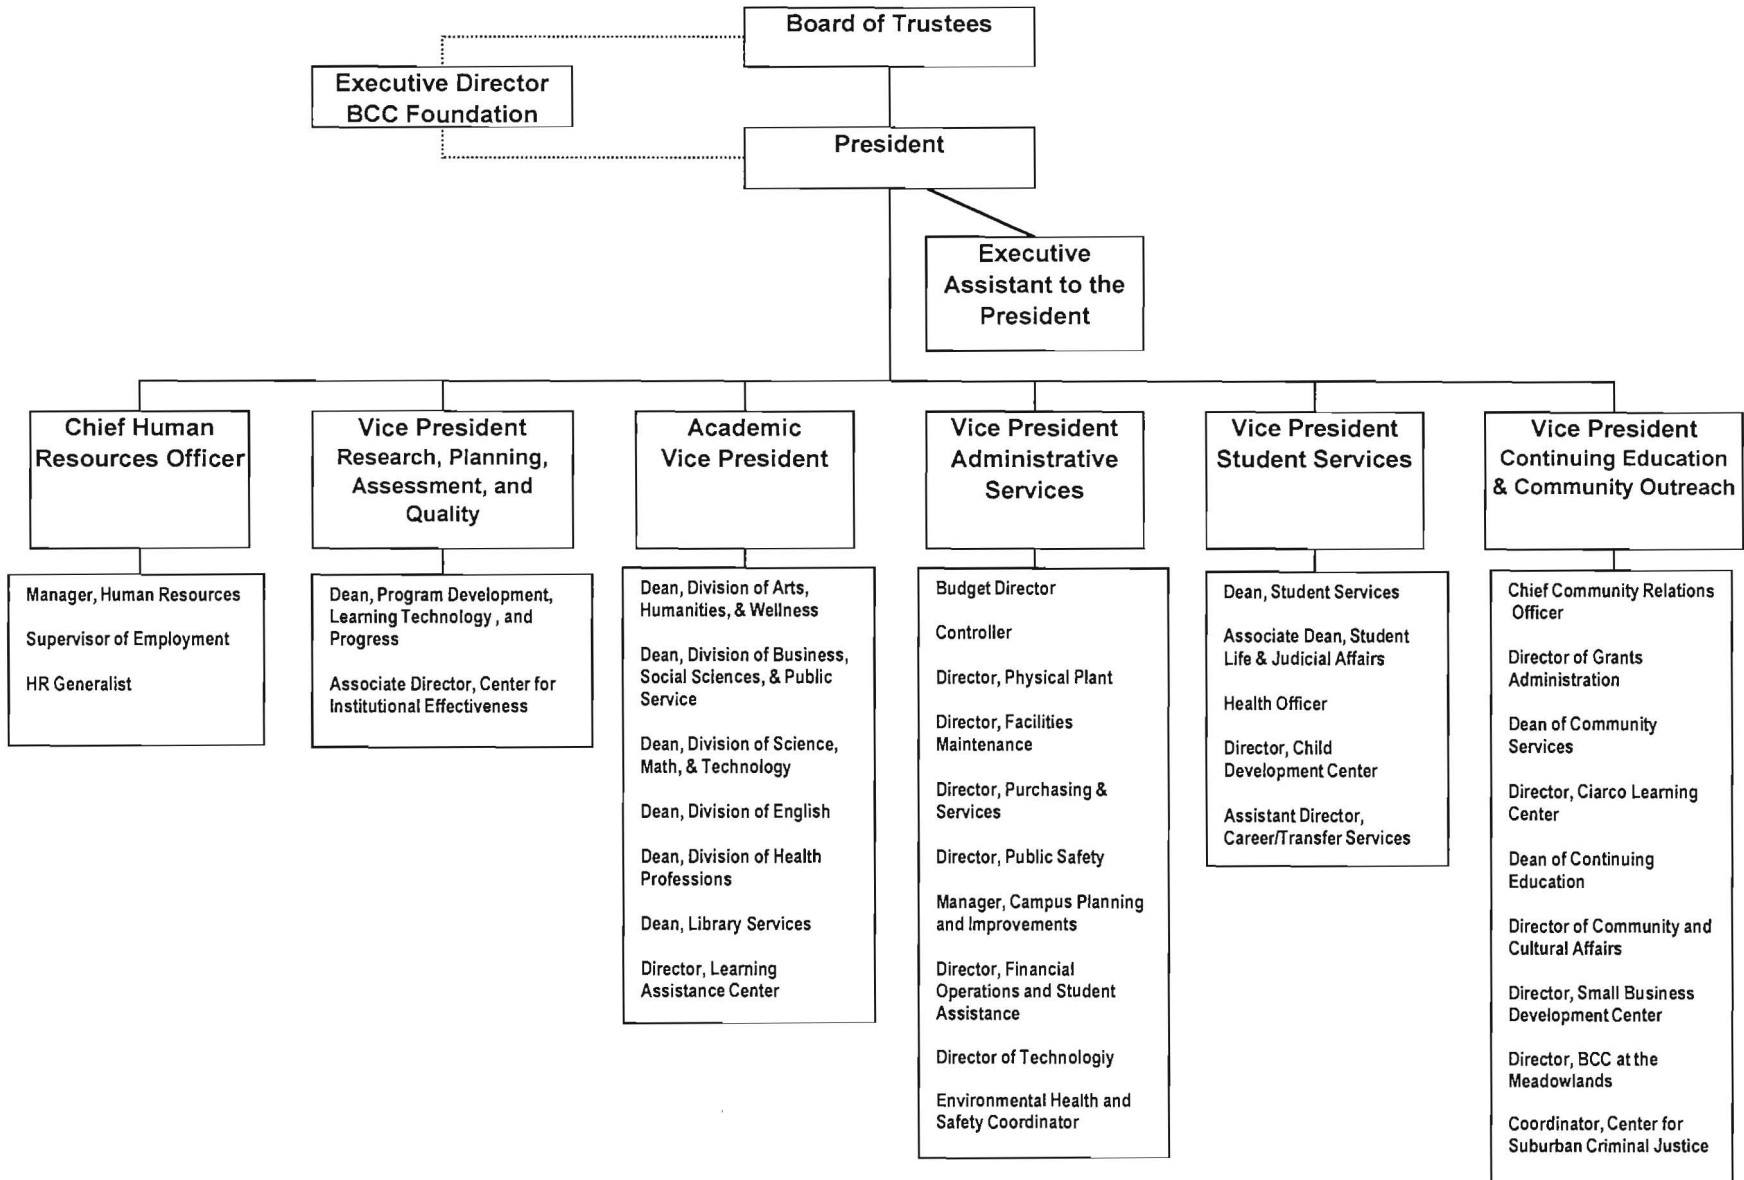 Board of Trustees
Executive Director
BCC Foundation
President
Executive
Assistant to the
President
Chief Human
Resources Officer
Vice President
Research, Planning,
Assessment, and
Quality
Academic
Vice President
Vice President
Administrative
Services
Vice President
Student Services
Vice President
Continuing Education
& Community Outreach
Manager, Human Resources
Supervisor of Employment
HR Generalist
Dean, Program Development,
Learning Technology , and
Progress
Associate Director, Center for
Institutional Effectiveness
Dean, Division of Arts,
Humanities, & Wellness
Dean, Division of Business,
Social Sciences, & Public
Service
Dean, Division of Science,
Math, & Technology
Dean, Division of English
Dean, Division of Health
Professions
Dean, Library Services
Director, Learning
Assistance Center
Budget Director
Controller
Director, Physical Plant
Director, Facilities
Maintenance
Director, Purchasing &
Services
Director, Public Safety
Manager, Campus Planning
and Improvements
Director, Financial
Operations and Student
Assistance
Director of Technologiy
Environmental Health and
Safety Coordinator
Dean, Student Services
Associate Dean, Student
Life & Judicial Affairs
Health Officer
Director, Child
Development Center
Assistant Director,
Career/Transfer Services
Chief Community Relations
Officer
Director of Grants
Administration
Dean of Community
Services
Director, Ciarco Learning
Center
Dean of Continuing
Education
Director of Community and
Cultural Affairs
Director, Small Business
Development Center
Director, BCC at the
Meadowlands
Coordinator, Center for
Suburban Criminal Justice